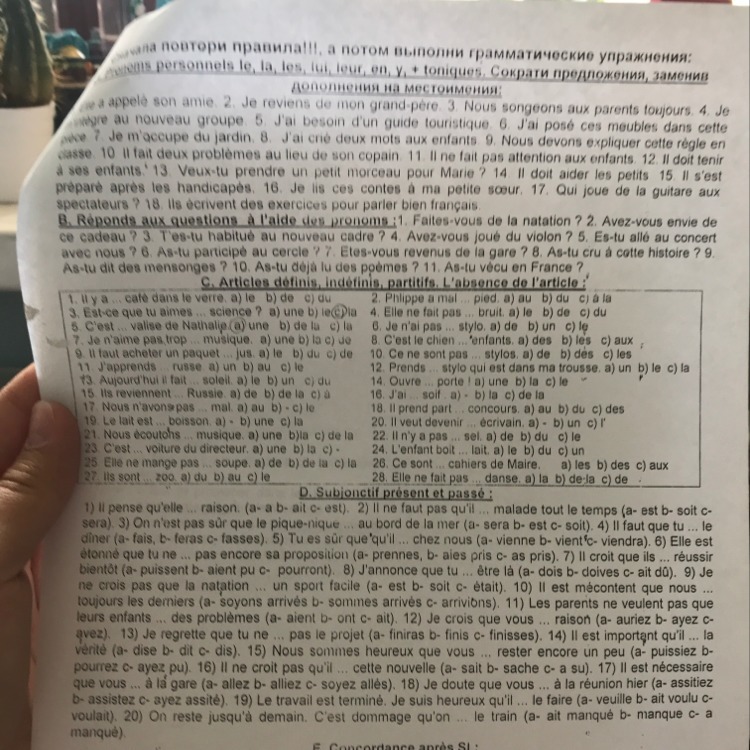 повтори правила!!!, а потом выполни грамматические упражнения:
personnels le, la, les, lui, leur, en, y, + toniques. Сократи предложения, заменив
дополнения на местоимения:
a appelé son amie. 2. Je reviens de mon grand-père. 3. Nous songeons aux parents toujours. 4. Je
au nouveau groupe. 5. J'ai besoin d'un guide touristique. 6. J'ai posé ces meubles dans cette
7. Je m'occupe du jardin. 8. J'ai crié deux mots aux enfants. 9. Nous devons expliquer cette règle en
classe. 10 Il fait deux problèmes au lieu de son copain. 11. Il ne fait pas attention aux enfants. 12. Il doit tenir
à ses enfants. 13. Veux-tu prendre un petit morceau pour Marie ? 14 Il doit aider les petits 15. Il s'est
préparé après les handicapés. 16. Je lis ces contes à ma petite sœur. 17. Qui joue de la guitare aux
spectateurs ? 18. Ils écrivent des exercices pour parler bien français.
B. Réponds aux questions à l'aide des pronoms : 1. Faites-vous de la natation ? 2. Avez-vous envie de
ce cadeau ? 3. T'es-tu habitué au nouveau cadre ? 4. Avez-vous joué du violon ? 5. Es-tu allé au concert
avec nous ? 6. As-tu participé au cercle ? 7. Etes-vous revenus de la gare ? 8. As-tu cru à cette histoire ? 9.
As-tu dit des mensonges ? 10. As-tu déjà lu des poèmes ? 11. As-tu vécu en France ?
C. Articles définis, indéfinis, partitifs. L'absence de l'article :
1. Il y a ... café dans le verre. a) le b) de c) du 2. Phlippe a mal ... pied. a) au b) du c) à la
3. Est-ce que tu aimes ... science ? a) une b) le c) la 4. Elle ne fait pas ... bruit. a) le b) de c) du
5. C'est ... valise de Nathalie. a) une b) de la c) la 6. Je n'ai pas ... stylo. a) de b) un c) le
7. Je n'aime pas trop ... musique. a) une b) la c) de 8. C'est le chien ... enfants. a) des b) les c) aux
9. Il faut acheter un paquet ... jus. a) le b) du c) de 10. Ce ne sont pas ... stylos. a) de b) des c) les
11. J'apprends ... russe a) un b) au c) le 12. Prends ... stylo qui est dans ma trousse. a) un b) le c) la
13. Aujourd'hui il fait ... soleil. a) le b) un c) du 14. Ouvre ... porte ! a) une b) la c) le
15. Ils reviennent ... Russie. a) de b) de la c) à 16. J'ai ... soif . a) - b) la c) de la
17. Nous n'avons pas ... mal. a) au b) - c) le 18. Il prend part ... concours. a) au b) du c) des
19. Le lait est ... boisson. a) - b) une c) la 20. Il veut devenir ... écrivain. a) - b) un c) l'
21. Nous écoutons ... musique. a) une b)la c) de la 22. Il n'y a pas ... sel. a) de b) du c) le
23. C'est ... voiture du directeur. a) une b) la c) - 24. L'enfant boit ... lait. a) le b) du c) un
25 Elle ne mange pas ... soupe. a) de b) de la c) la 26. Ce sont ... cahiers de Maire. a) les b) des c) aux
27. Ils sont ... zoo. a) du b) au c) le 28. Elle ne fait pas ... danse. a) la b) de la c) de
D. Subjonctif présent et passé :
1) Il pense qu'elle ... raison. (a- a b- ait c- est). 2) Il ne faut pas qu'il ... malade tout le temps (a- est b- soit c-
sera). 3) On n'est pas sûr que le pique-nique ... au bord de la mer (a- sera b- est c- soit). 4) Il faut que tu ... le
dîner (a- fais, b- feras c- fasses). 5) Tu es sûr que qu'il ... chez nous (a- vienne b- vient c- viendra). 6) Elle est
étonné que tu ne ... pas encore sa proposition (a- prennes, b- aies pris c- as pris). 7) Il croit que ils ... réussir
bientôt (a- puissent b- aient pu c- pourront). 8) J'annonce que tu ... être là (a- dois b- doives c- ait dû). 9) Je
ne crois pas que la natation ... un sport facile (a- est b- soit c- était). 10) Il est mécontent que nous ...
toujours les derniers (a- soyons arrivés b- sommes arrivés c- arrivions). 11) Les parents ne veulent pas que
leurs enfants ... des problèmes (a- aient b- ont c- ait). 12) Je crois que vous ... raison (a- auriez b- ayez c-
avez). 13) Je regrette que tu ne ... pas le projet (a- finiras b- finis c- finisses). 14) Il est important qu'il ... la
vérité (a- dise b- dit c- dis). 15) Nous sommes heureux que vous ... rester encore un peu (a- puissiez b-
pourrez c- ayez pu). 16) Il ne croit pas qu'il ... cette nouvelle (a- sait b- sache c- a su). 17) Il est nécessaire
que vous ... à la gare (a- allez b- alliez c- soyez allés). 18) Je doute que vous ... à la réunion hier (a- assitiez
b- assistez c- ayez assité). 19) Le travail est terminé. Je suis heureux qu'il ... le faire (a- veuille b- ait voulu c-
voulait). 20) On reste jusqu'à demain. C'est dommage qu'on ... le train (a- ait manqué b- manque c- a
manqué).
E. Concordance après SI :